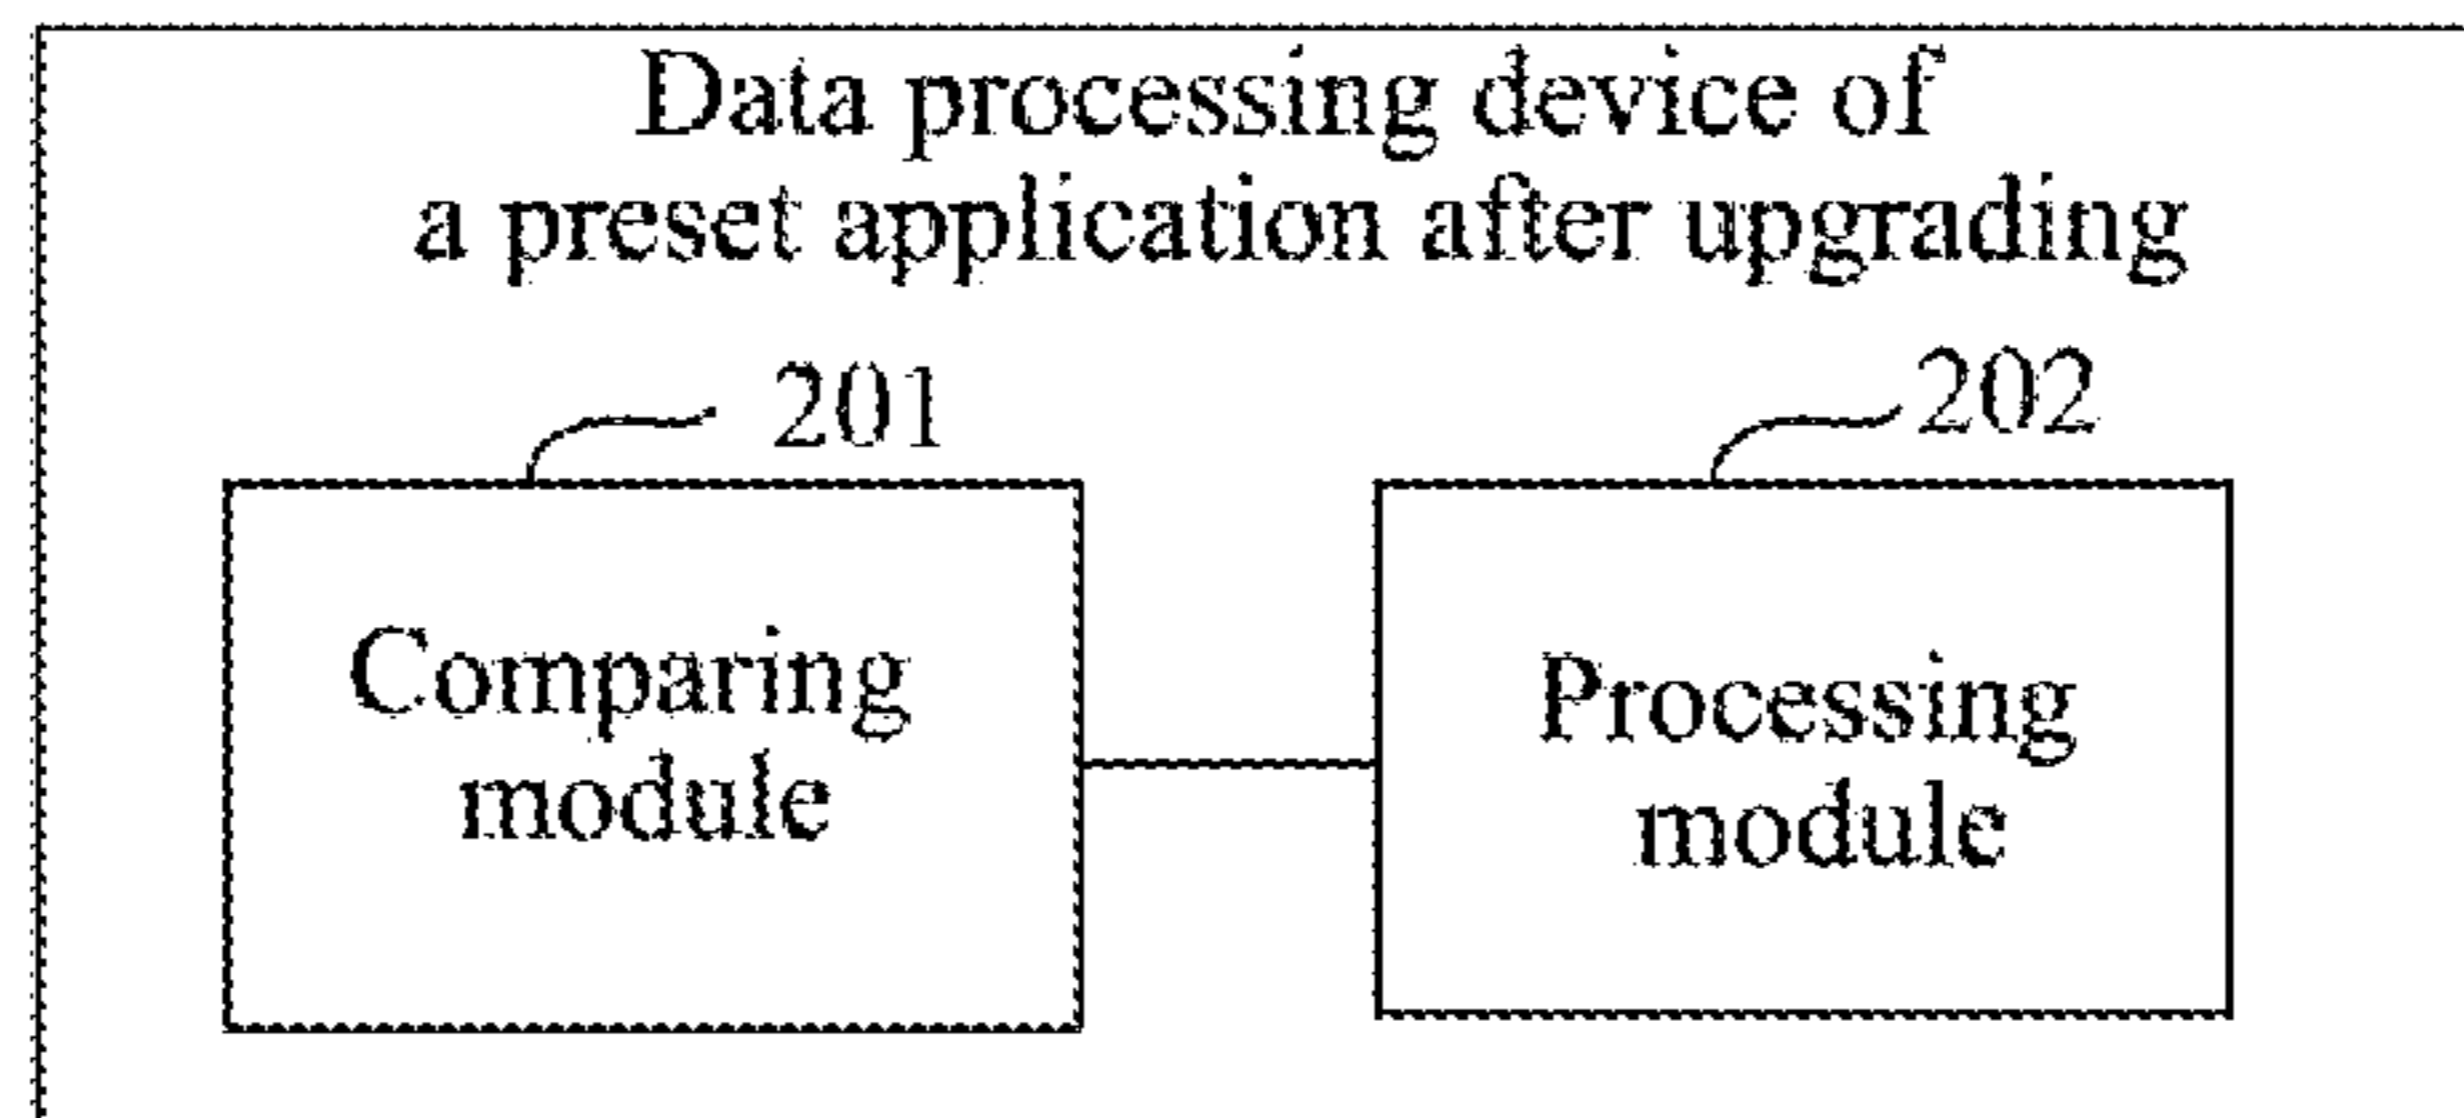 Data processing device of
a preset application after upgrading
201
202
Comparing
module
Processing
module